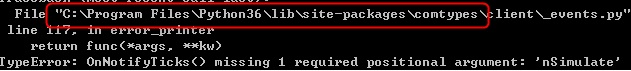 File "C:\Program Files\Python36\lib\site-packages\comtypes\client\_events.py"
line 117, in error_printer
return func(*args, **kw)
TypeError: OnNotifyTicks() missing 1 required positional argument: 'nSimulate'